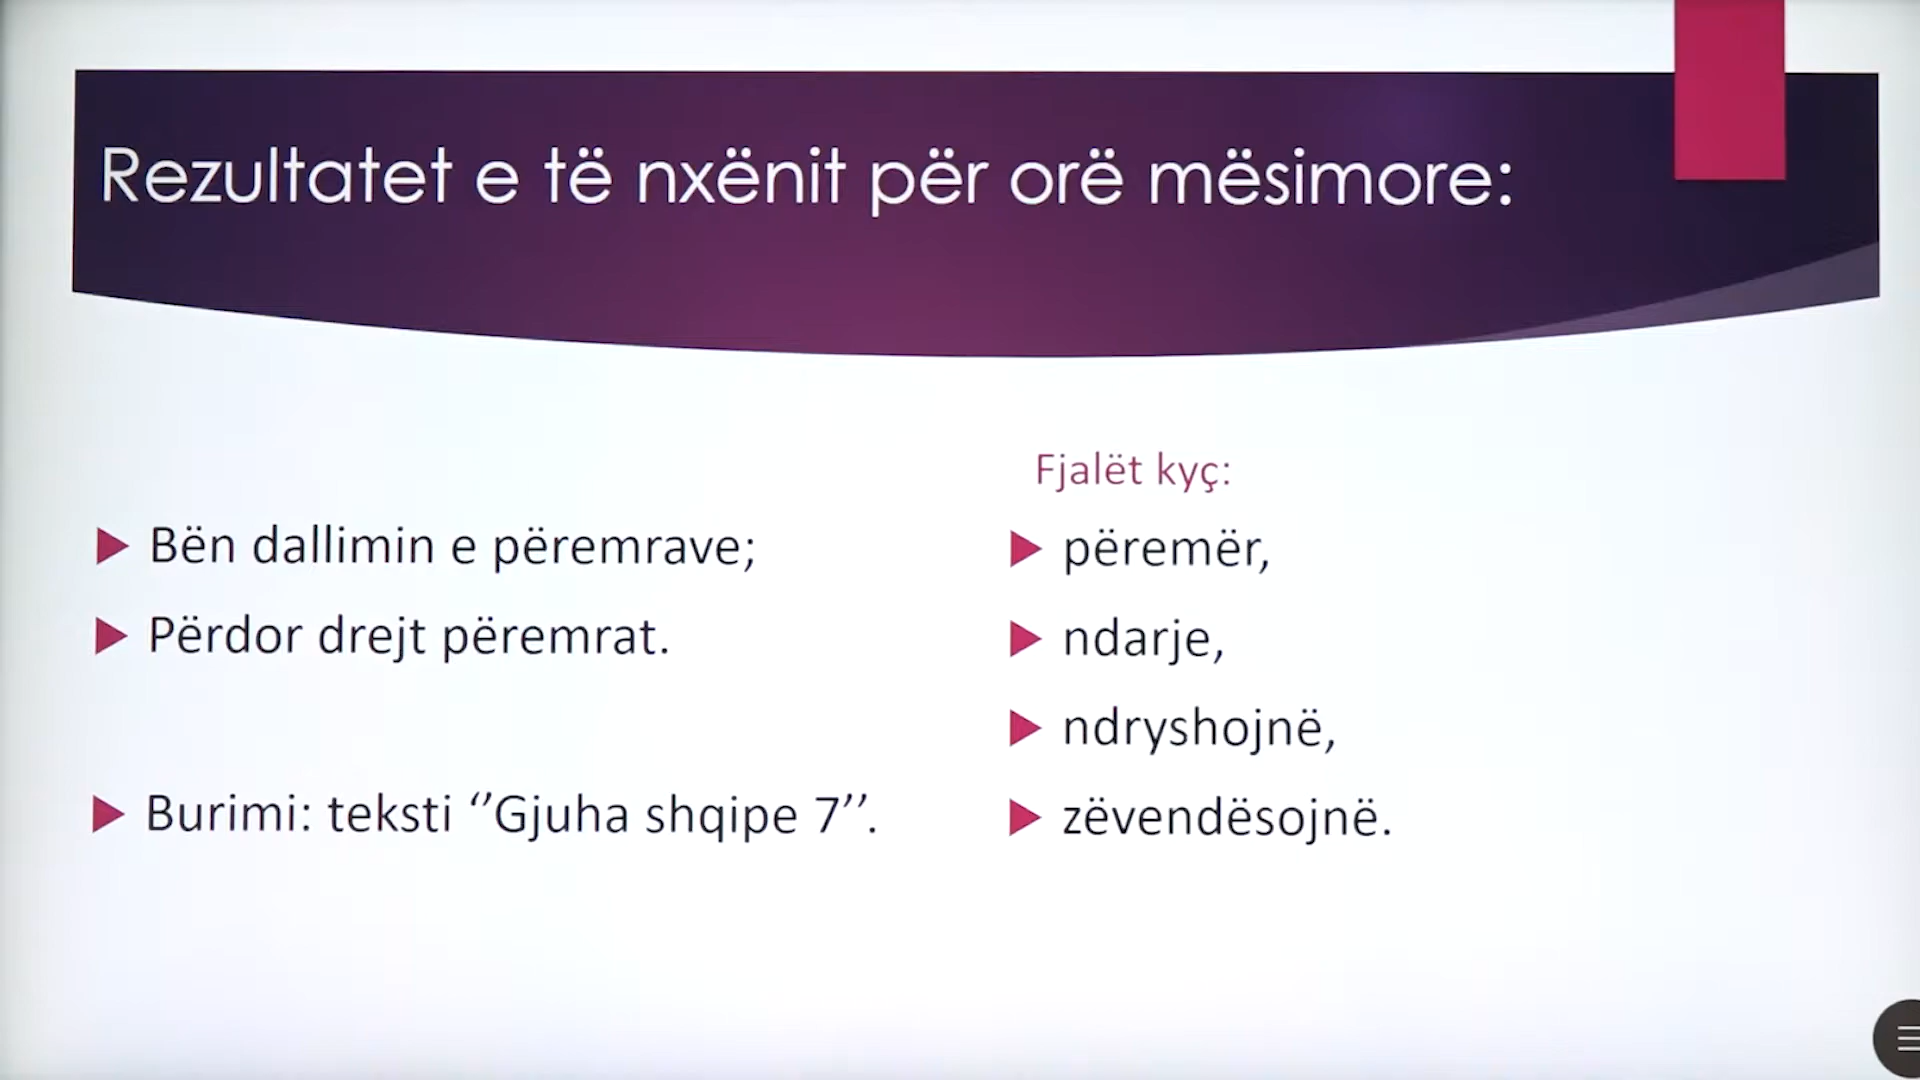 Rezultatet e të nxënit për orë mësimore:
Bën dallimin e përemrave;
Përdor drejt përemrat.
Burimi: teksti ‘’Gjuha shqipe 7’’.
Fjalët kyç:
përemër,
ndarje,
ndryshojnë,
zëvendësojnë.